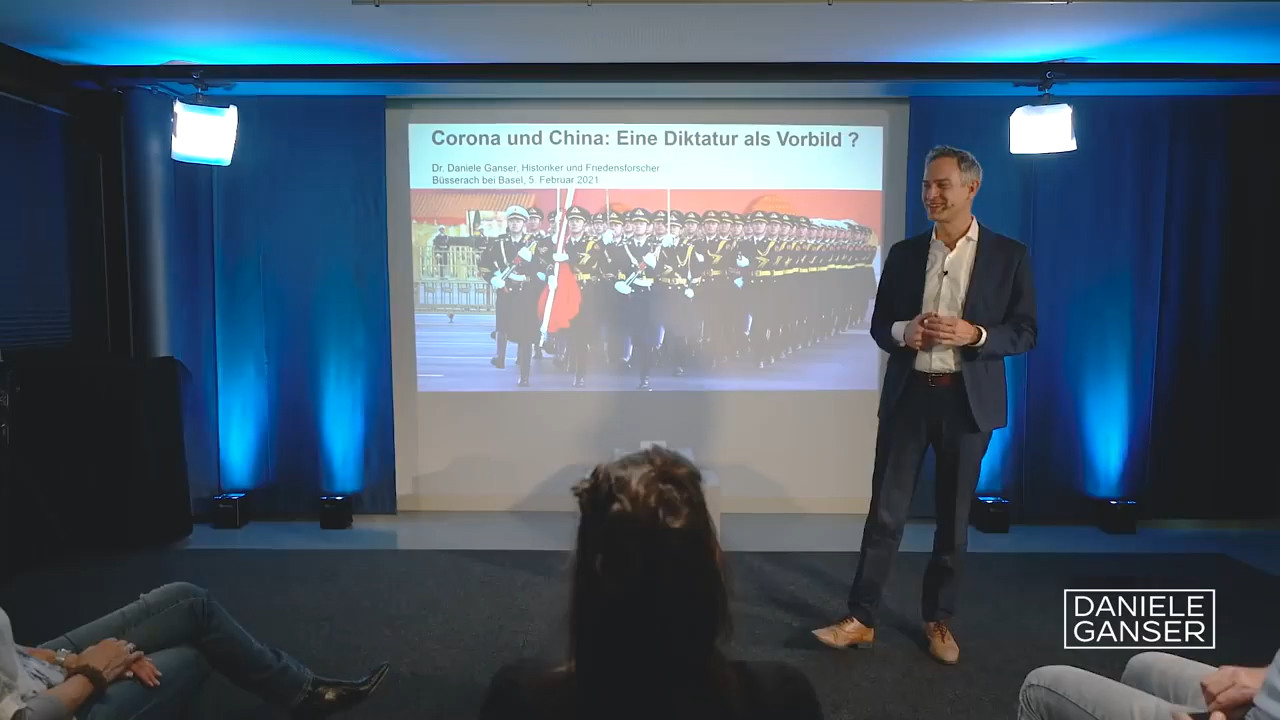 Corona und China: Eine Diktatur als Vorbild ?
Dr. Daniele Ganser, Historiker und Friedensforscher
Büsserach bei Basel, 5. Februar 2021
DANIELE
GANSER